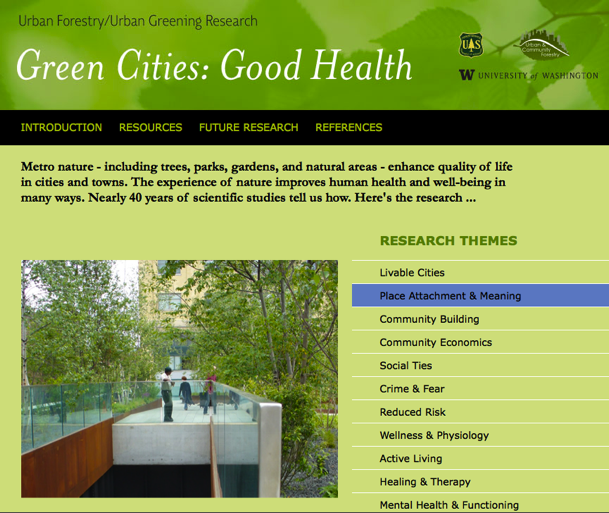 Urban Forestry/Urban Greening Research
Green Cities: Good Health
UAS
Urban &
Community
Forestry
W UNIVERSITY of WASHINGTON
INTRODUCTION RESOURCES FUTURE RESEARCH REFERENCES
Metro nature - including trees, parks, gardens, and natural areas - enhance quality of life
in cities and towns. The experience of nature improves human health and well-being in
many ways. Nearly 40 years of scientific studies tell us how. Here's the research ...
RESEARCH THEMES
Livable Cities
Place Attachment & Meaning
Community Building
Community Economics
Social Ties
Crime & Fear
Reduced Risk
Wellness & Physiology
Active Living
Healing & Therapy
Mental Health & Functioning